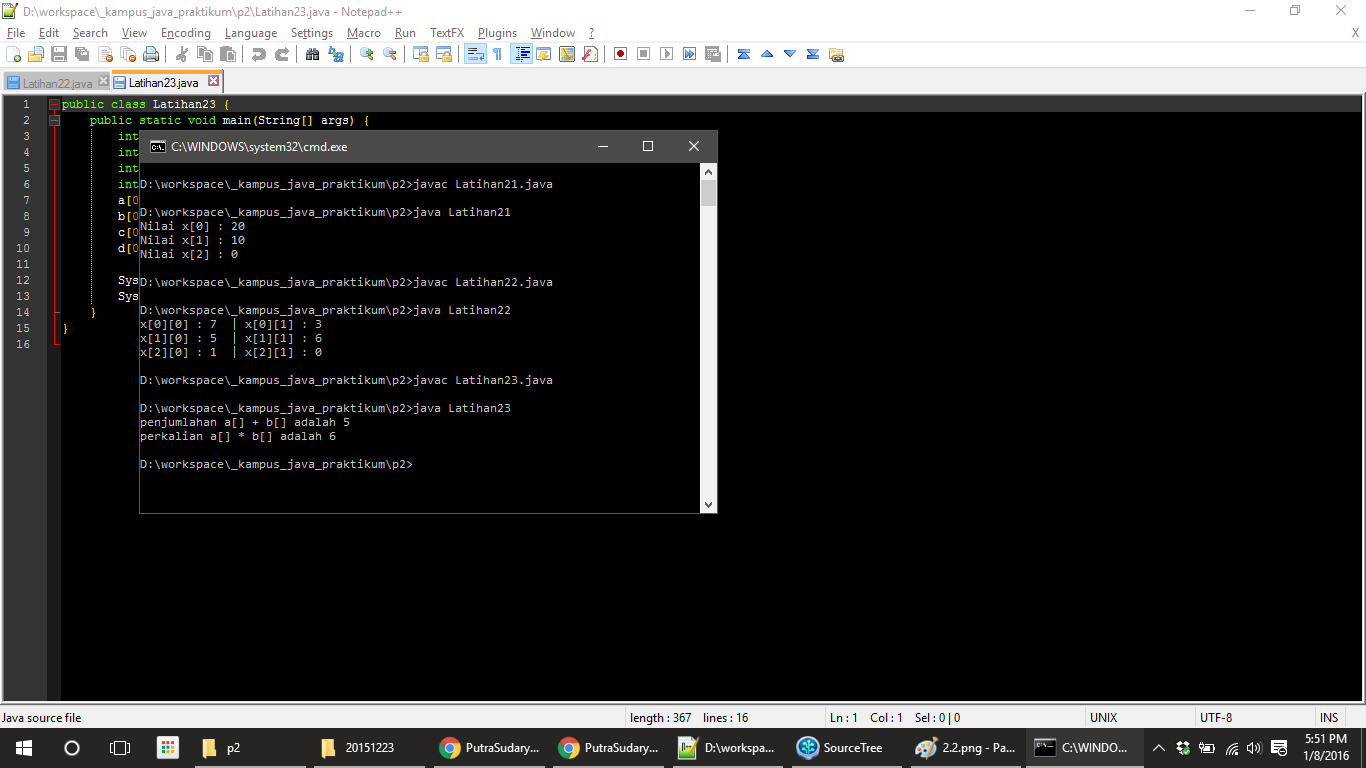 D:\workspace\_kampus_java_praktikum\p2\Latihan23.java - Notepad++
File Edit Search View Encoding Language Settings Macro Run TextFX Plugins Window ? X
Latihan22.java Latihan23.java
1 public class Latihan23 {
2 public static void main(String[] args) {
3 int
4 int
5 int
6 int
7 a[0
8 b[0
9 c[0
10 d[0
11
12 Sys
13 Sys
14 }
15 }
16
C:\WINDOWS\system32\cmd.exe
D:\workspace\_kampus_java_praktikum\p2>javac Latihan21.java
D:\workspace\_kampus_java_praktikum\p2>java Latihan21
Nilai x[0] : 20
Nilai x[1] : 10
Nilai x[2] : 0
D:\workspace\_kampus_java_praktikum\p2>javac Latihan22.java
D:\workspace\_kampus_java_praktikum\p2>java Latihan22
x[0][0] : 7 | x[0][1] : 3
x[1][0] : 5 | x[1][1] : 6
x[2][0] : 1 | x[2][1] : 0
D:\workspace\_kampus_java_praktikum\p2>javac Latihan23.java
D:\workspace\_kampus_java_praktikum\p2>java Latihan23
penjumlahan a[] + b[] adalah 5
perkalian a[] * b[] adalah 6
D:\workspace\_kampus_java_praktikum\p2>
Java source file length : 367 lines : 16 Ln : 1 Col : 1 Sel : 0 | 0 UNIX UTF-8 INS
p2 20151223 PutraSudary... PutraSudary... D:\workspa... SourceTree 2.2.png - Pa... C:\WINDO... 5:51 PM
1/8/2016